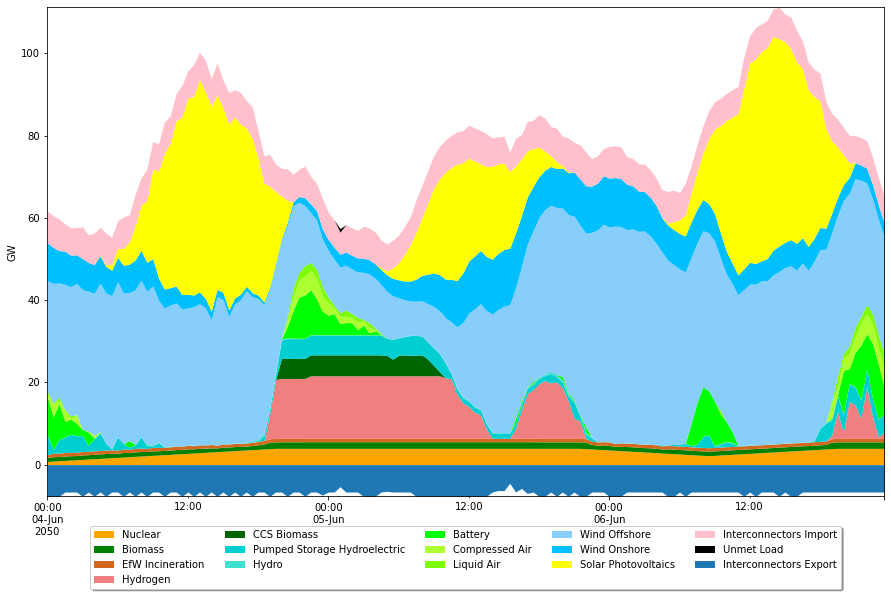 100
80
60
GW
40
20
0
00:00
04-Jun
2050
12:00
00:00
05-Jun
12:00
00:00
06-Jun
12:00
Nuclear
Biomass
EfW Incineration
Hydrogen
CCS Biomass
Pumped Storage Hydroelectric
Hydro
Battery
Compressed Air
Liquid Air
Wind Offshore
Wind Onshore
Solar Photovoltaics
Interconnectors Import
Unmet Load
Interconnectors Export